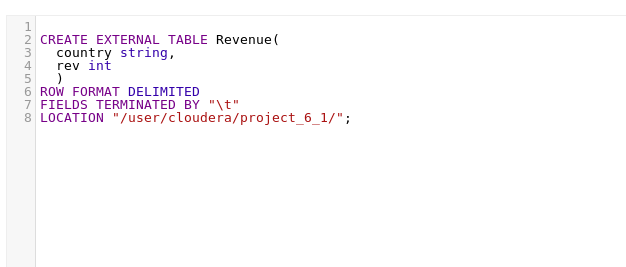 1
2 CREATE EXTERNAL TABLE Revenue(
3 country string,
4 rev int
5 )
6 ROW FORMAT DELIMITED
7 FIELDS TERMINATED BY "\t"
8 LOCATION "/user/cloudera/project_6_1/";